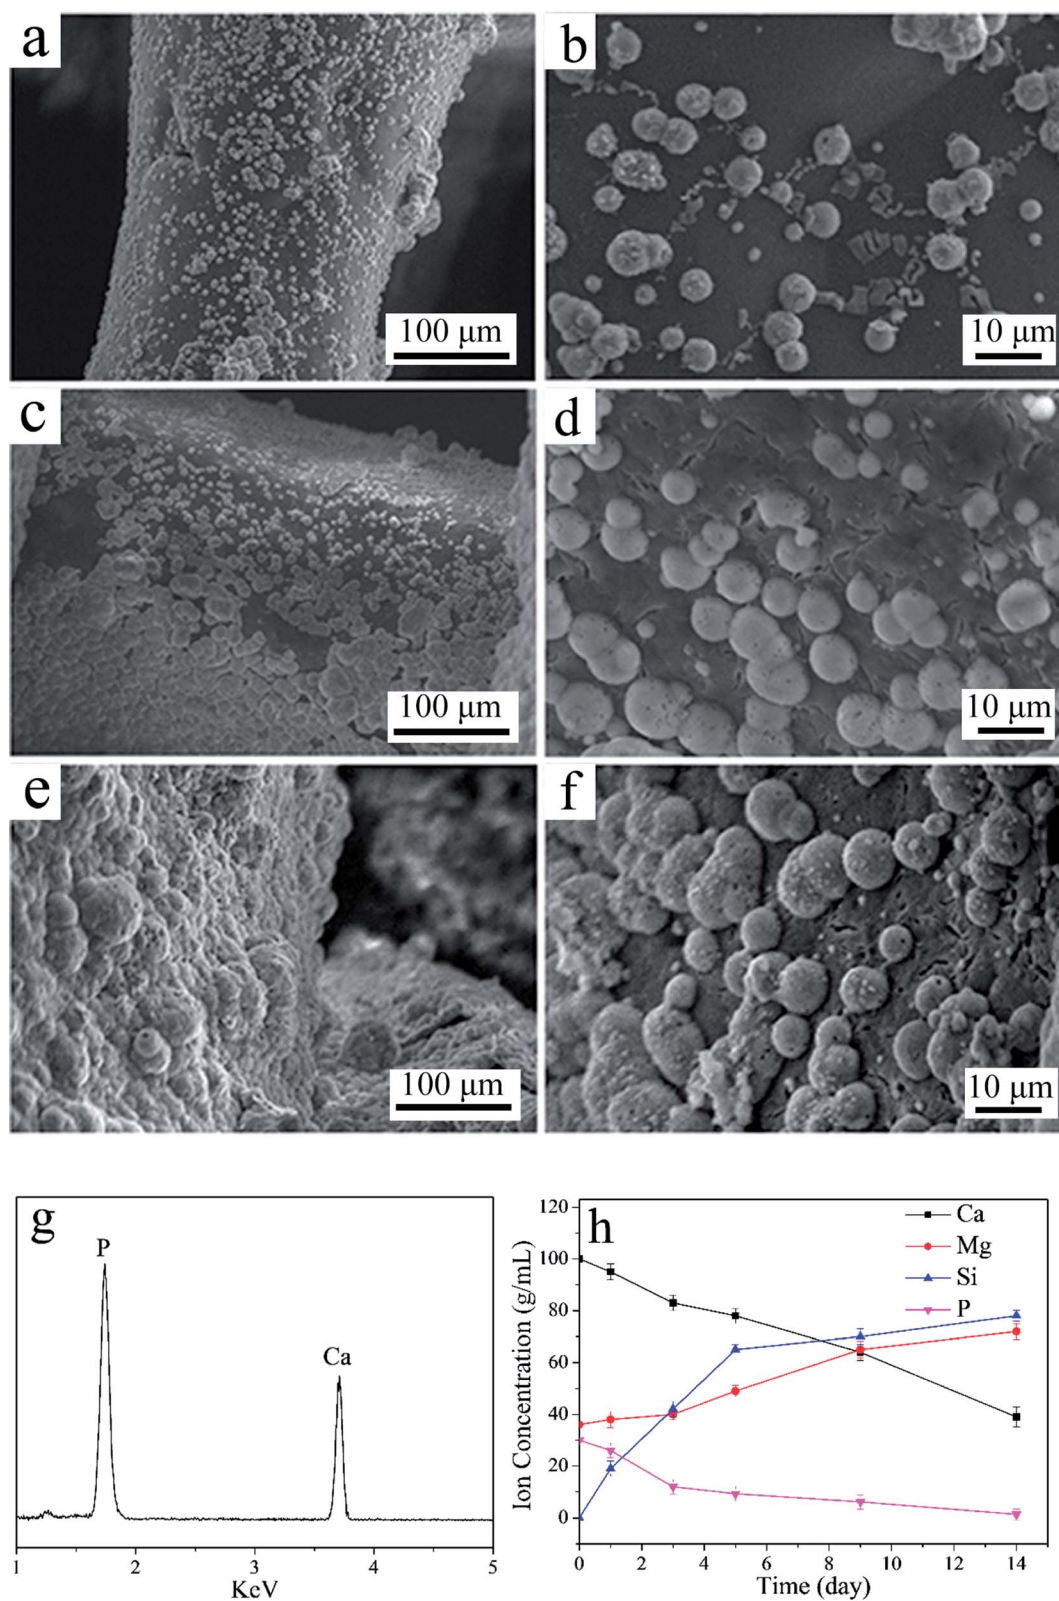 a
b
100 μm
10 μm
c
d
100 μm
10 μm
e
f
100 μm
10 μm
g
P
Ca
1
2
3
4
5
KeV
h
Ca
Mg
Si
P
Ion Concentration (g/mL)
120
100
80
60
40
20
0
0
2
4
6
8
10
12
14
Time (day)